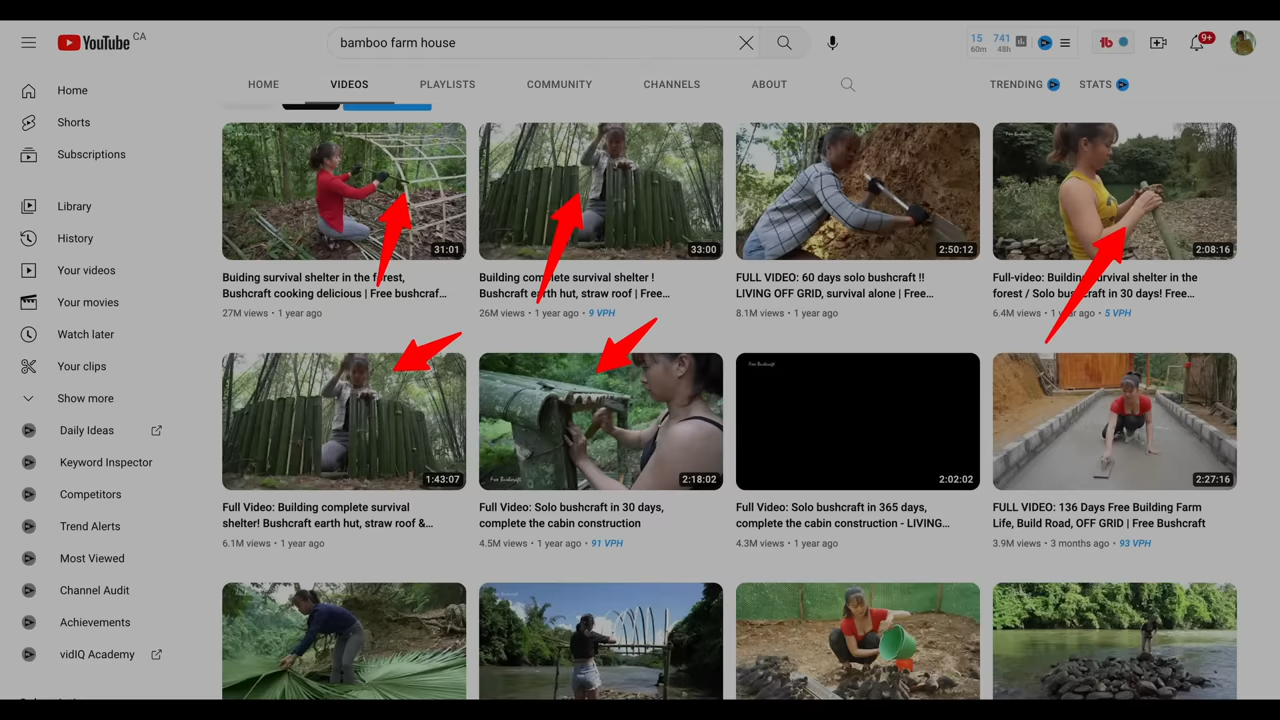 YouTube CA
bamboo farm house
15 741
60m 48h
9+
HOME VIDEOS PLAYLISTS COMMUNITY CHANNELS ABOUT TRENDING STATS
Home
Shorts
Subscriptions
Library
History
Your videos
Your movies
Watch later
Your clips
Show more
Daily Ideas
Keyword Inspector
Competitors
Trend Alerts
Most Viewed
Channel Audit
Achievements
vidIQ Academy
31:01
Buiding survival shelter in the forest,
Bushcraft cooking delicious | Free bushcraf...
27M views • 1 year ago
33:00
Building complete survival shelter !
Bushcraft earth hut, straw roof | Free...
26M views • 1 year ago • 9 VPH
2:50:12
FULL VIDEO: 60 days solo bushcraft !!
LIVING OFF GRID, survival alone | Free...
8.1M views • 1 year ago
Free Bushcraft
2:08:16
Full-video: Building survival shelter in the
forest / Solo bushcraft in 30 days! Free...
6.4M views • 1 year ago • 5 VPH
1:43:07
Full Video: Building complete survival
shelter! Bushcraft earth hut, straw roof &...
6.1M views • 1 year ago
Free Bushcraft
2:18:02
Full Video: Solo bushcraft in 30 days,
complete the cabin construction
4.5M views • 1 year ago • 91 VPH
Free Bushcraft
2:02:02
Full Video: Solo bushcraft in 365 days,
complete the cabin construction - LIVING...
4.3M views • 1 year ago
2:27:16
FULL VIDEO: 136 Days Free Building Farm
Life, Build Road, OFF GRID | Free Bushcraft
3.9M views • 3 months ago • 93 VPH